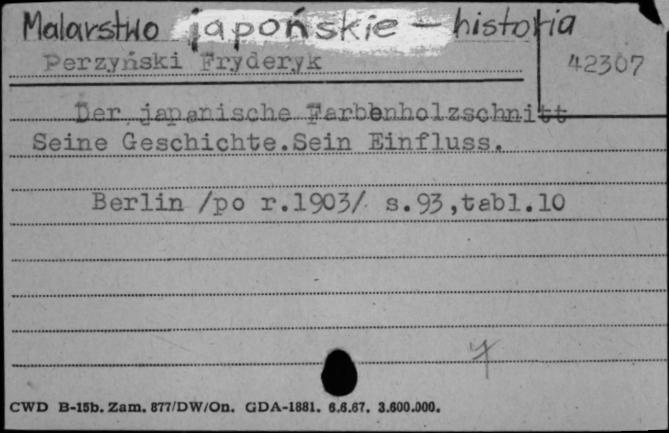 Malarstwo japońskie - historia
Perzyński Fryderyk
42307
Der japanische Farbenholzschnitt
Seine Geschichte.Sein Einfluss.
Berlin /po r.1903/ s.93,tabl.10
CWD B-15b. Zam. 877/DW/On. GDA-1881. 6.6.67. 3.600.000.